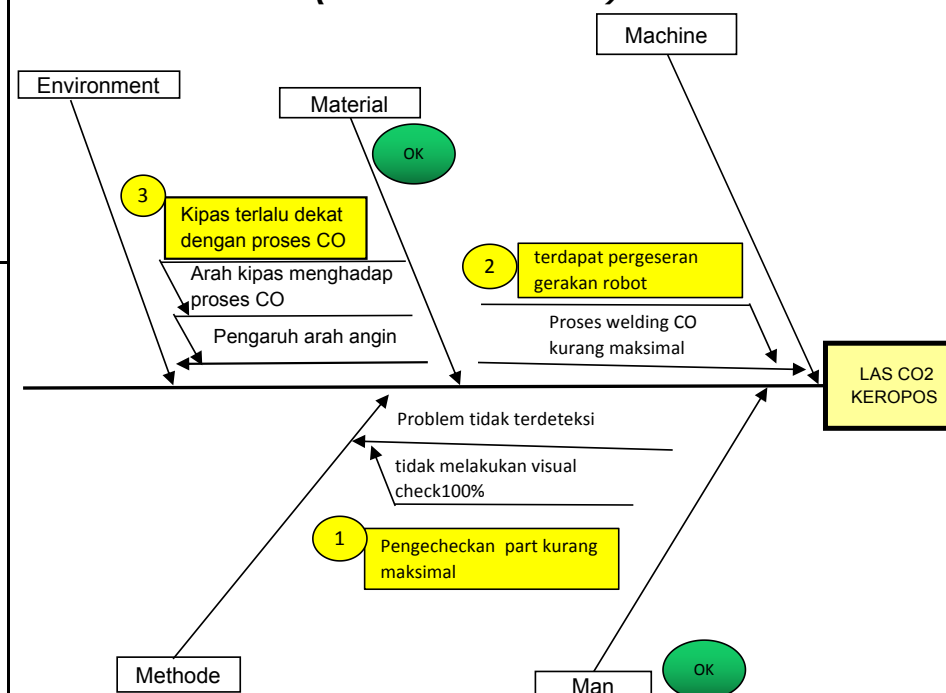 Machine
Environment
Material
OK
3
Kipas terlalu dekat
dengan proses CO
Arah kipas menghadap
proses CO
Pengaruh arah angin
2
terdapat pergeseran
gerakan robot
Proses welding CO
kurang maksimal
LAS CO2
KEROPOS
Problem tidak terdeteksi
tidak melakukan visual
check100%
1
Pengecheckan part kurang
maksimal
Methode
Man
OK